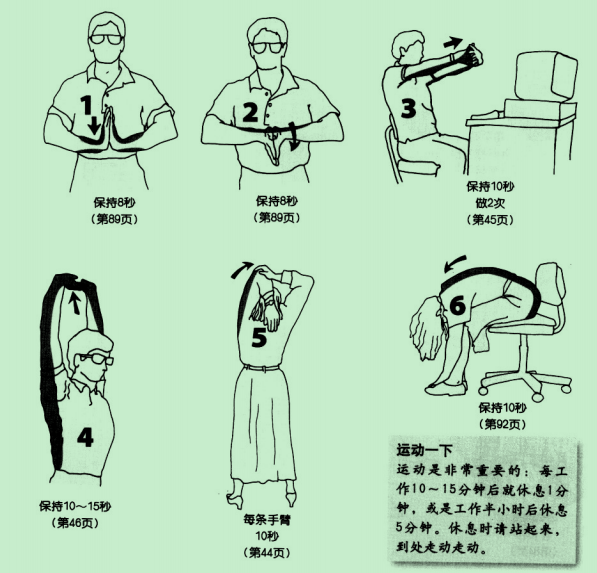 1
保持8秒
（第89页）
2
保持8秒
（第89页）
3
保持10秒
做2次
（第45页）
4
保持10～15秒
（第46页）
5
每条手臂
10秒
（第44页）
6
保持10秒
（第92页）
运动一下
运动是非常重要的：每工
作10～15分钟后就休息1分
钟，或是工作半小时后休息
5分钟。休息时请站起来，
到处走动走动。